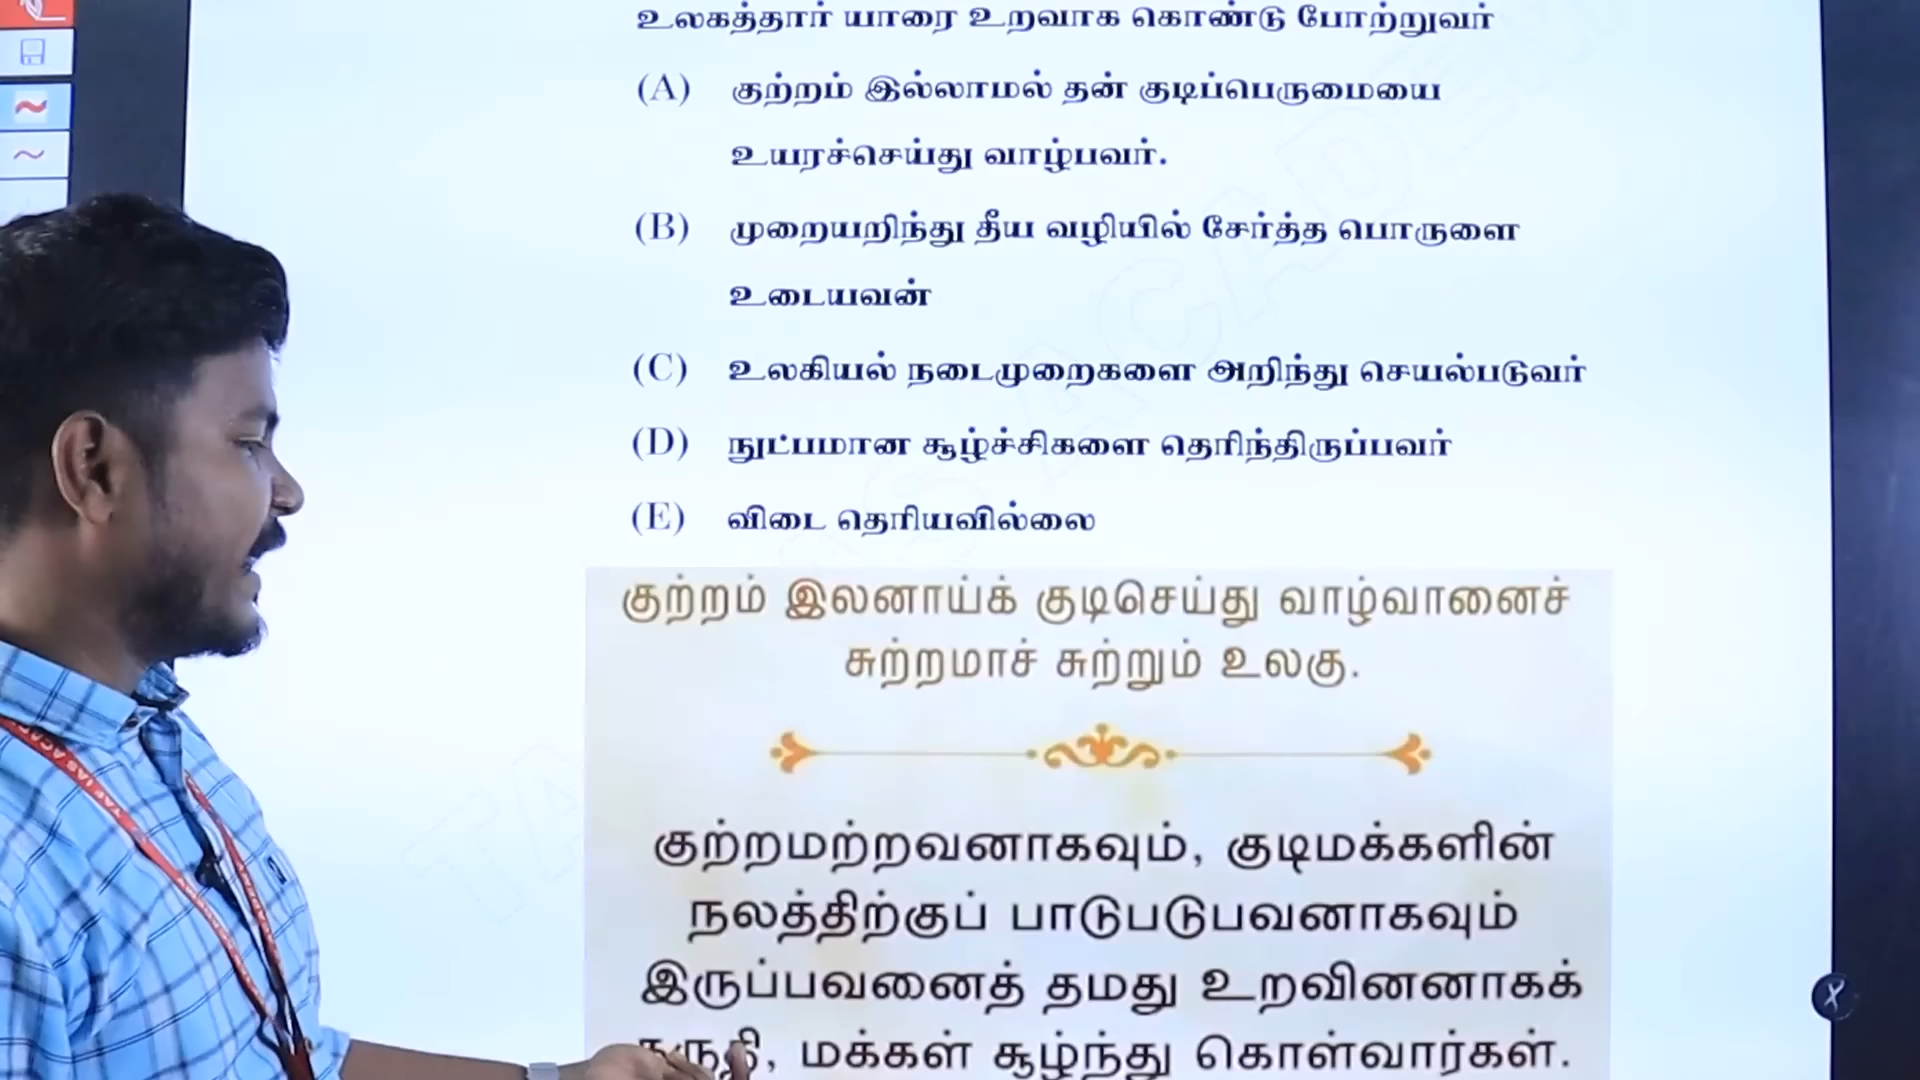 உலகத்தார் யாரை உறவாக கொண்டு போற்றுவர்
(A) குற்றம் இல்லாமல் தன் குடிப்பெருமையை
உயரச்செய்து வாழ்பவர்.
(B) முறையறிந்து தீய வழியில் சேர்த்த பொருளை
உடையவன்
(C) உலகியல் நடைமுறைகளை அறிந்து செயல்படுவர்
(D) நுட்பமான சூழ்ச்சிகளை தெரிந்திருப்பவர்
(E) விடை தெரியவில்லை
குற்றம் இலனாய்க் குடிசெய்து வாழ்வானைச்
சுற்றமாச் சுற்றும் உலகு.
குற்றமற்றவனாகவும், குடிமக்களின்
நலத்திற்குப் பாடுபடுபவனாகவும்
இருப்பவனைத் தமது உறவினனாகக்
மக்கள் சூழ்ந்து கொள்வார்கள்.